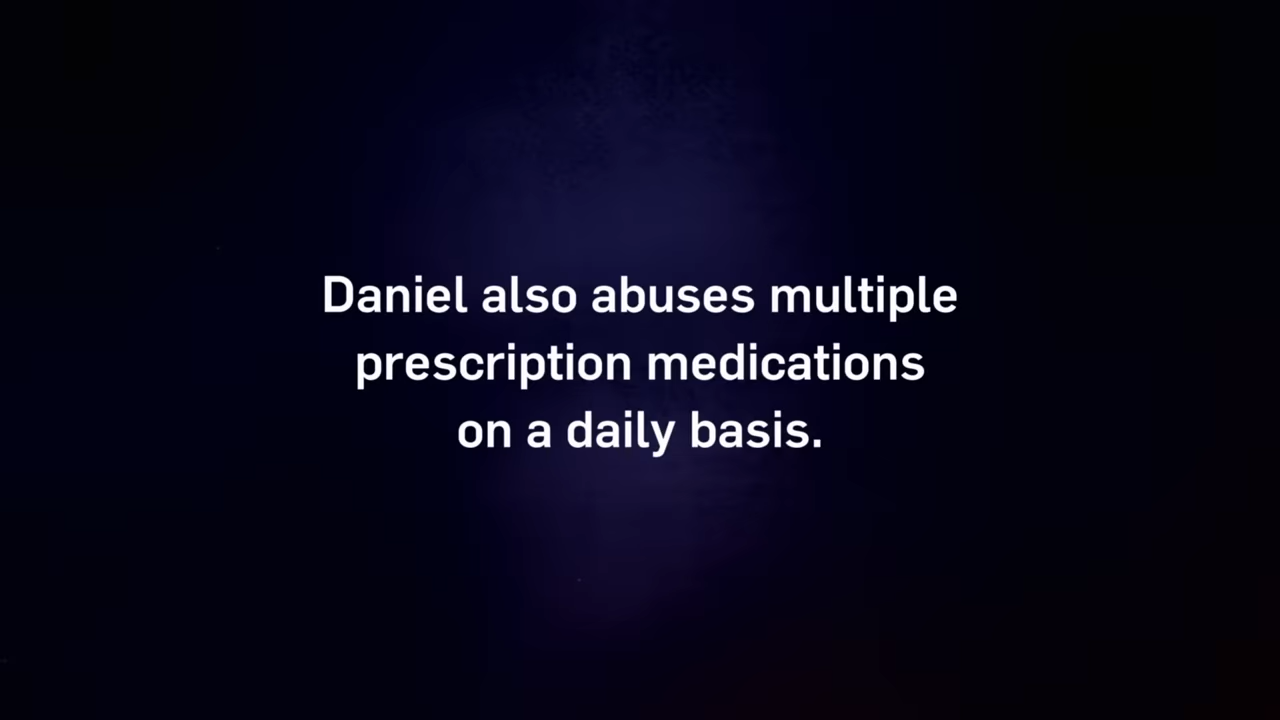 Daniel also abuses multiple
prescription medications
on a daily basis.